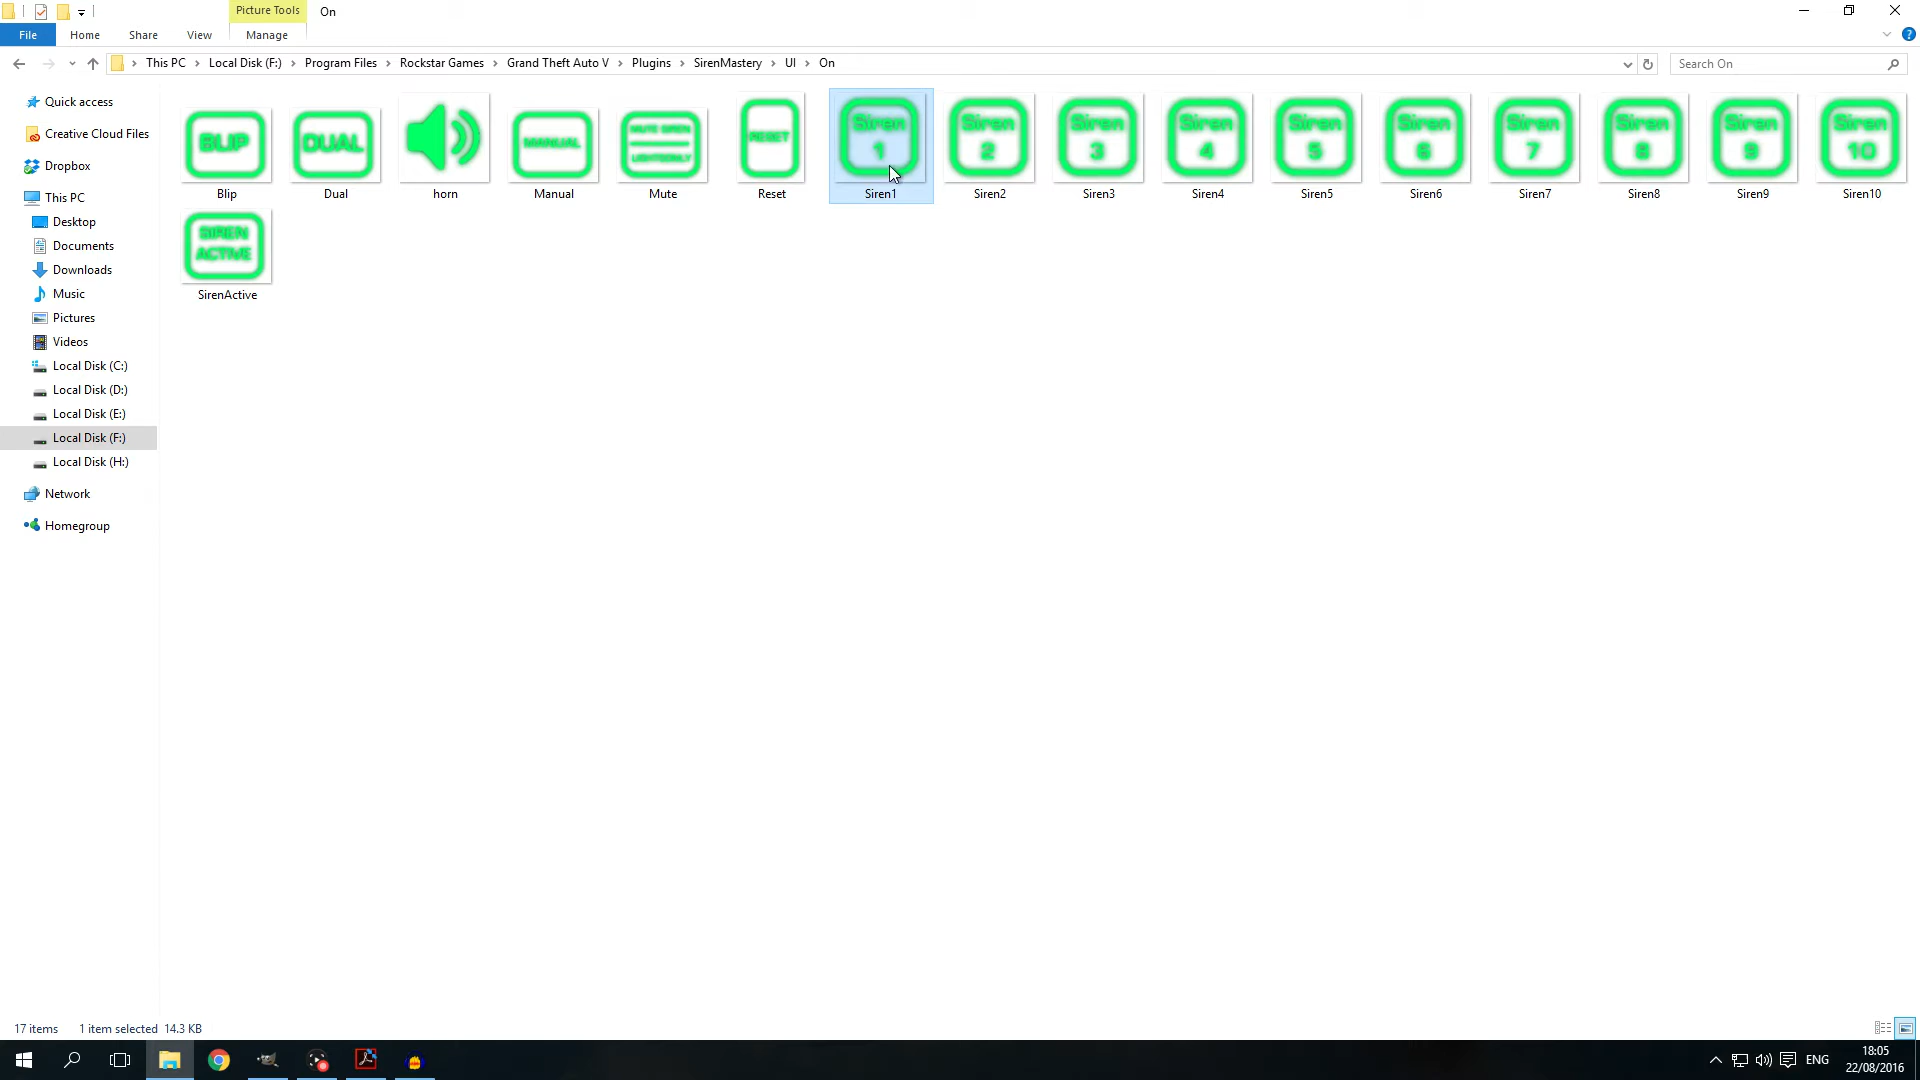 Picture Tools
On
File
Home
Share
View
Manage
This PC
Local Disk (F:)
Program Files
Rockstar Games
Grand Theft Auto V
Plugins
SirenMastery
UI
On
Search On
Quick access
Creative Cloud Files
Dropbox
This PC
Desktop
Documents
Downloads
Music
Pictures
Videos
Local Disk (C:)
Local Disk (D:)
Local Disk (E:)
Local Disk (F:)
Local Disk (H:)
Network
Homegroup
BLIP
Blip
DUAL
Dual
horn
MANUAL
Manual
MUTE SIREN
LIGHTSONLY
Mute
RESET
Reset
Siren
1
Siren1
Siren
2
Siren2
Siren
3
Siren3
Siren
4
Siren4
Siren
5
Siren5
Siren
6
Siren6
Siren
7
Siren7
Siren
8
Siren8
Siren
9
Siren9
Siren
10
Siren10
SIREN
ACTIVE
SirenActive
17 items
1 item selected 14.3 KB
ENG
18:05
22/08/2016